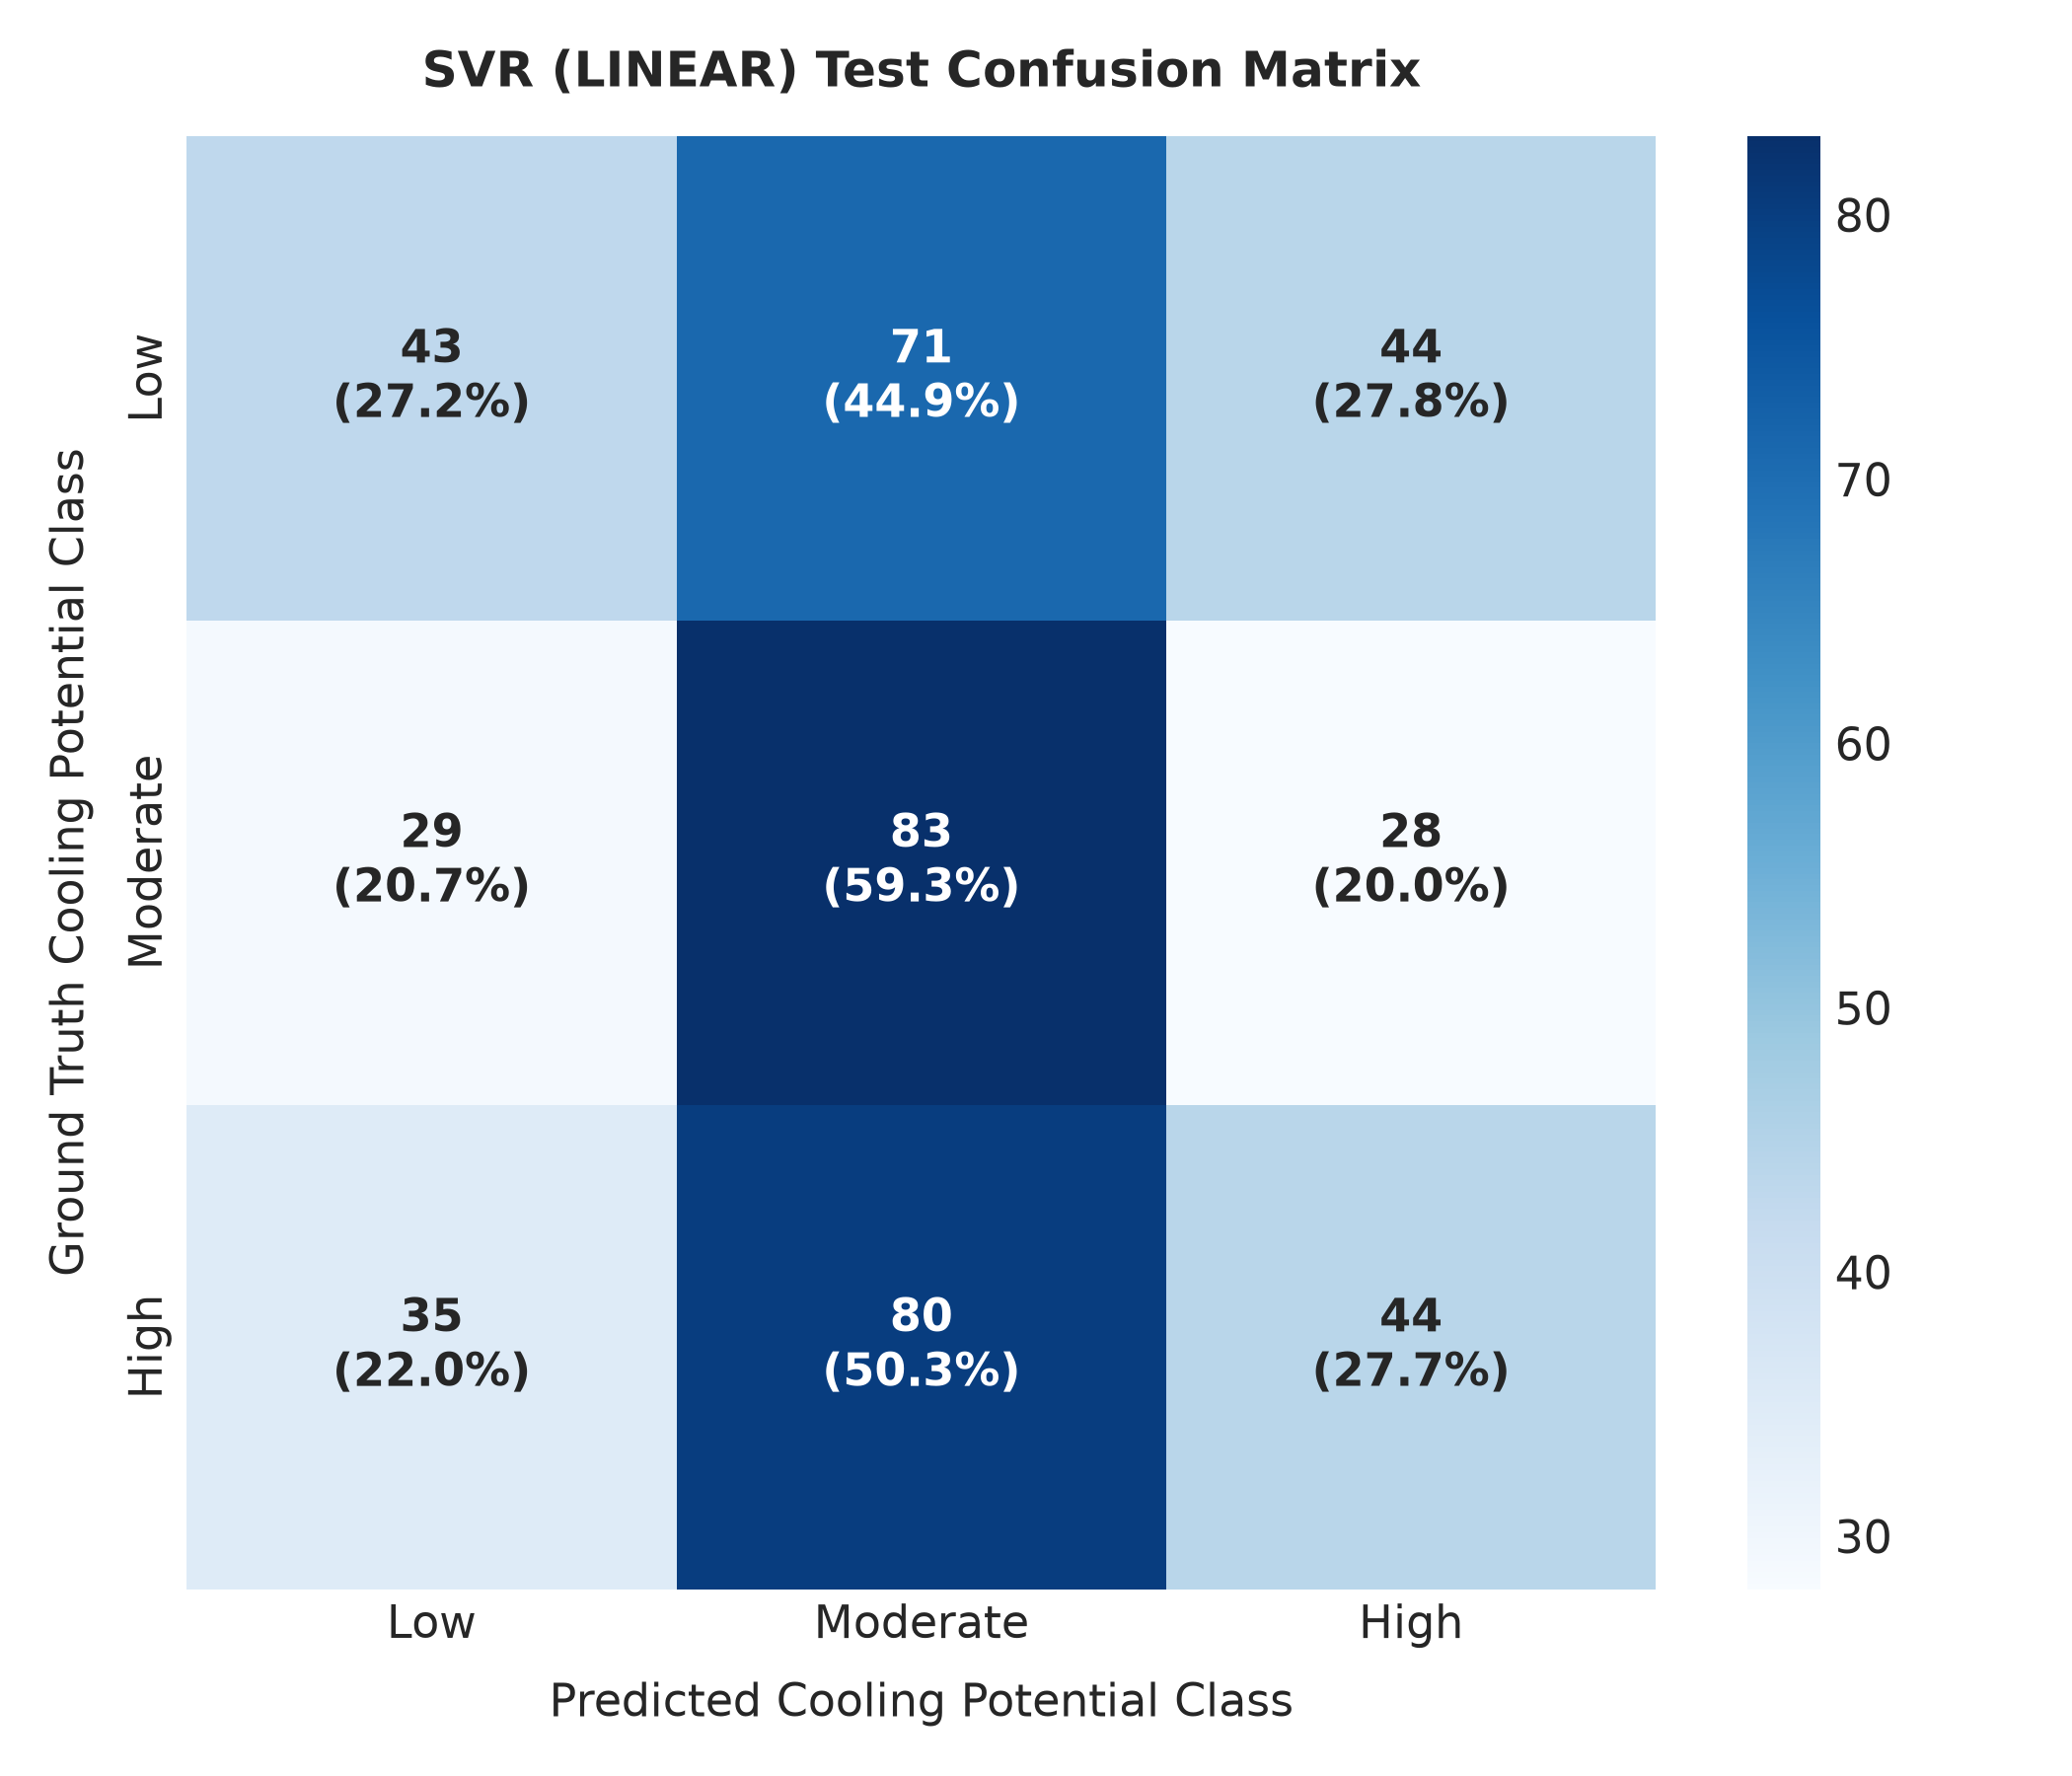 SVR (LINEAR) Test Confusion Matrix
Ground Truth Cooling Potential Class
Low
43
(27.2%)
71
(44.9%)
44
(27.8%)
Moderate
29
(20.7%)
83
(59.3%)
28
(20.0%)
High
35
(22.0%)
80
(50.3%)
44
(27.7%)
Low
Moderate
High
Predicted Cooling Potential Class
80
70
60
50
40
30